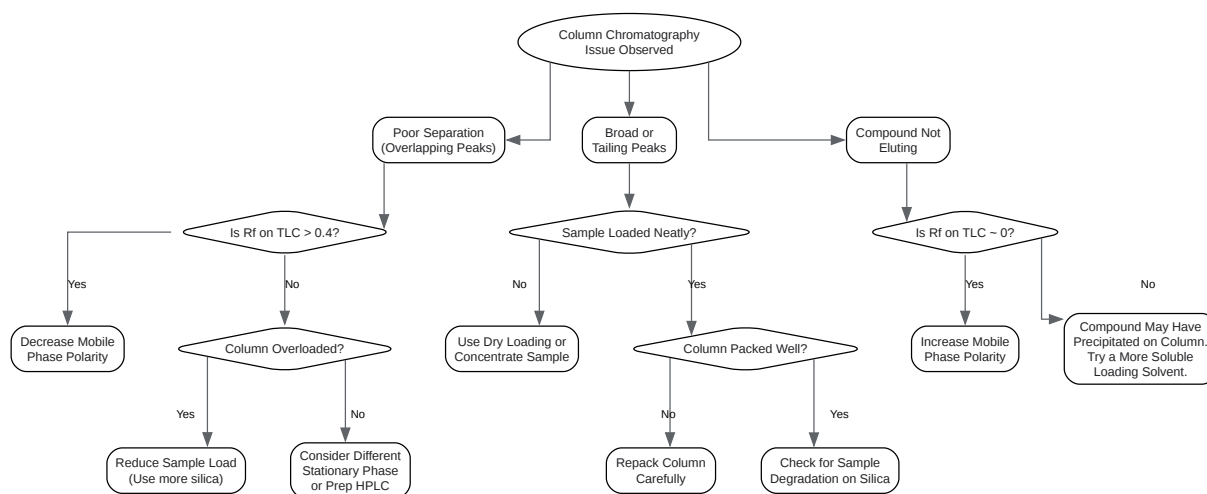 Column Chromatography
Issue Observed
Poor Separation
(Overlapping Peaks)
Broad or
Tailing Peaks
Compound Not
Eluting
Is Rf on TLC > 0.4?
Sample Loaded Neatly?
Is Rf on TLC ~ 0?
Yes
No
No
Yes
Yes
No
Decrease Mobile
Phase Polarity
Column Overloaded?
Use Dry Loading or
Concentrate Sample
Column Packed Well?
Increase Mobile
Phase Polarity
Compound May Have
Precipitated on Column.
Try a More Soluble
Loading Solvent.
Yes
No
No
Yes
Reduce Sample Load
(Use more silica)
Consider Different
Stationary Phase
or Prep HPLC
Repack Column
Carefully
Check for Sample
Degradation on Silica